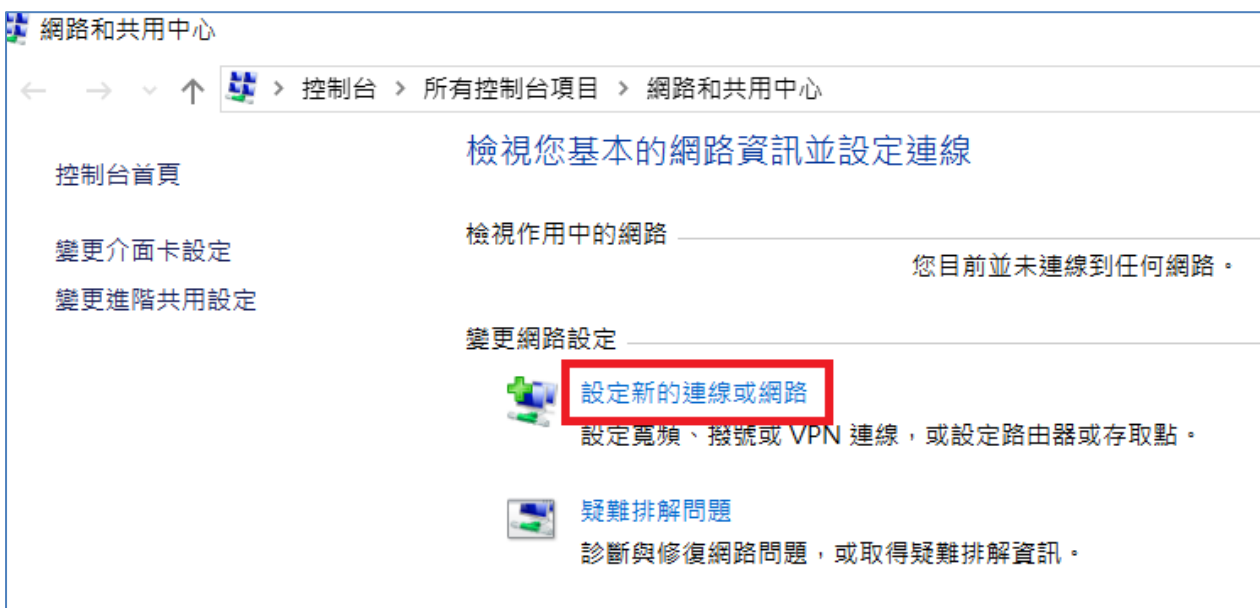 網路和共用中心
控制台 > 所有控制台項目 > 網路和共用中心
控制台首頁
變更介面卡設定
變更進階共用設定
檢視您基本的網路資訊並設定連線
檢視作用中的網路
您目前並未連線到任何網路。
變更網路設定
設定新的連線或網路
設定寬頻、撥號或 VPN 連線，或設定路由器或存取點。
疑難排解問題
診斷與修復網路問題，或取得疑難排解資訊。